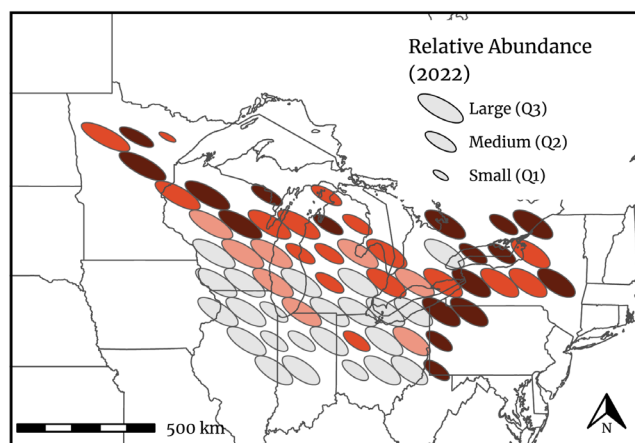 Relative Abundance
(2022)
Large (Q3)
Medium (Q2)
Small (Q1)
500 km
N